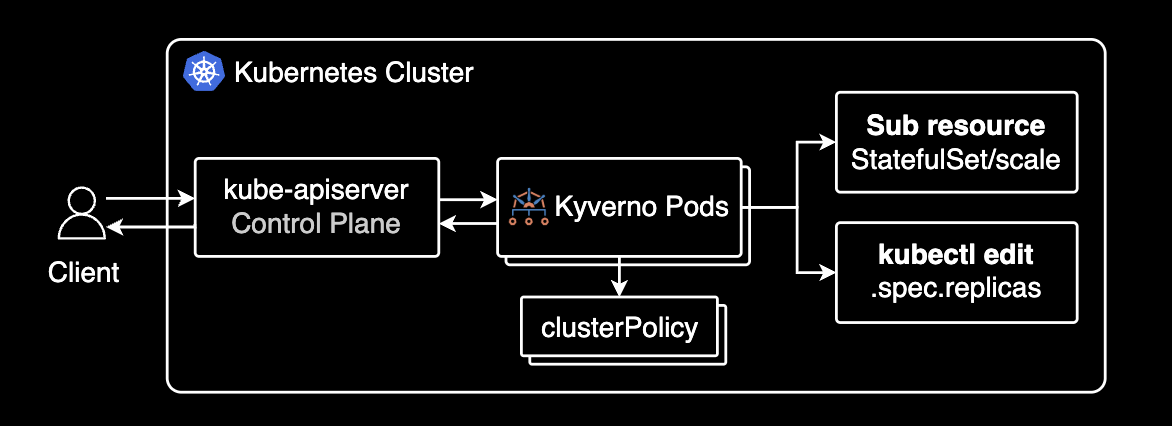 Kubernetes Cluster
Client
kube-apiserver
Control Plane
Kyverno Pods
clusterPolicy
Sub resource
StatefulSet/scale
kubectl edit
.spec.replicas